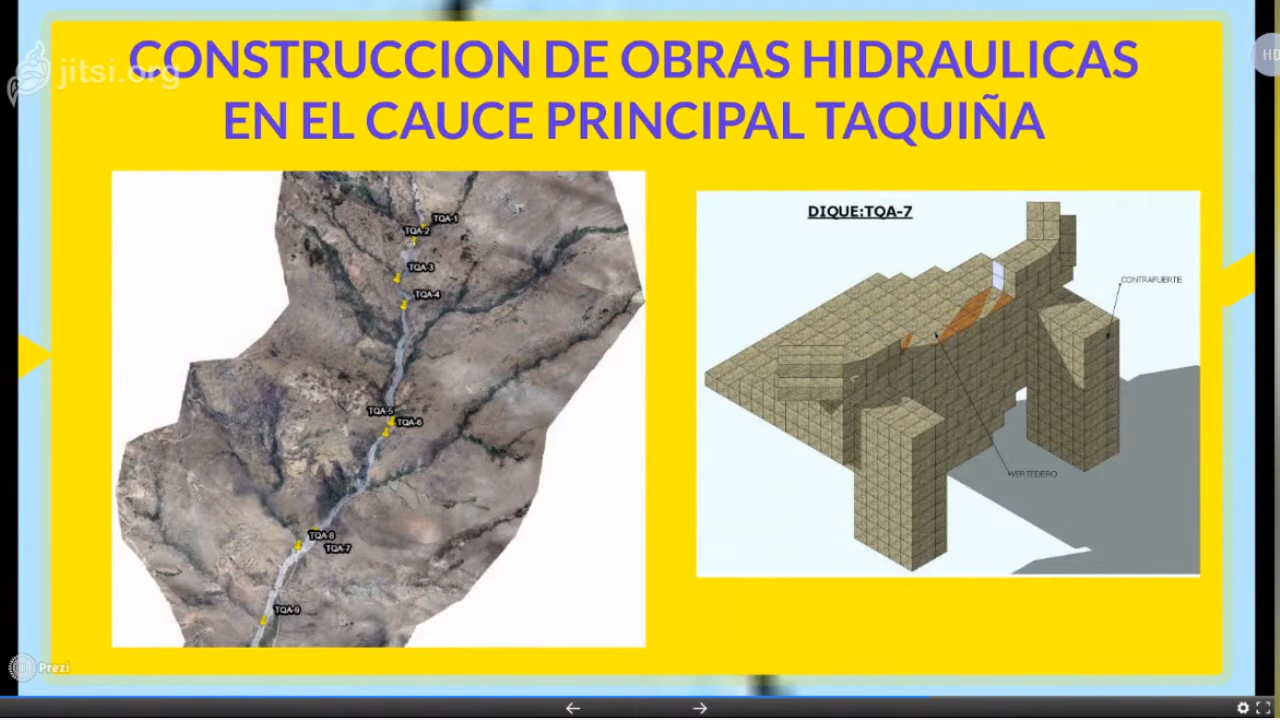 CONSTRUCCION DE OBRAS HIDRAULICAS
EN EL CAUCE PRINCIPAL TAQUIÑA
jitsi.org
HD
TQA-1
TQA-2
TQA-3
TQA-4
TQA-5
TQA-6
TQA-8
TQA-7
TQA-9
DIQUE:TQA-7
CONTRAFUERTE
VERTEDERO
Prezi